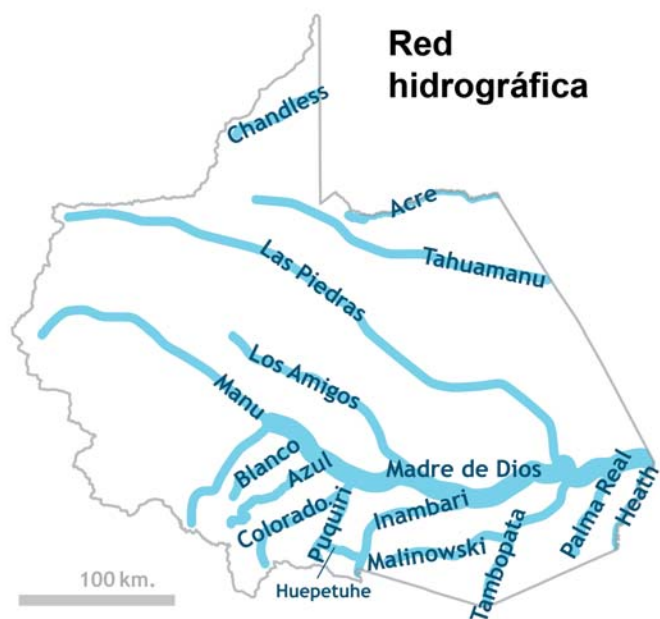 Red
hidrográfica
Chandless
Acre
Tahuamanu
Las Piedras
Los Amigos
Manu
Madre de Dios
Blanco
Azul
Colorado
Puquiri
Inambari
Malinowski
Tambopata
Palma Real
Heath
Huepetuhe
100 km.